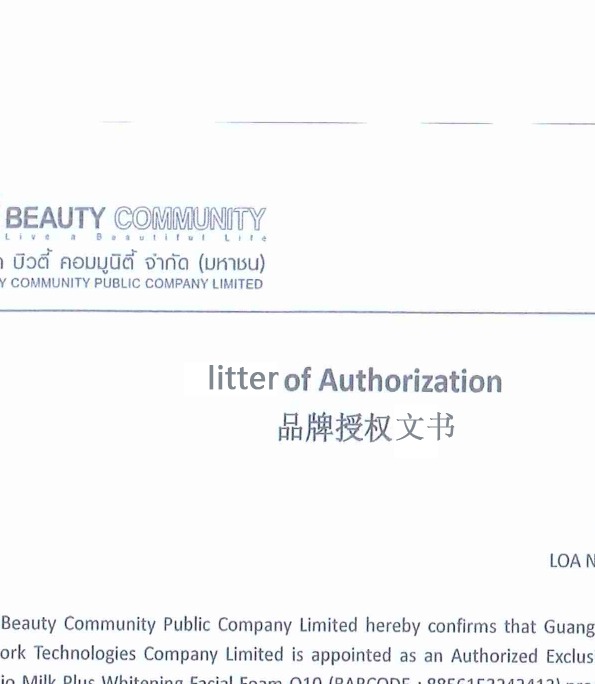 BEAUTY COMMUNITY
Live a Beautiful Life
บิวตี้ คอมมูนิตี้ จำกัด (มหาชน)
Y COMMUNITY PUBLIC COMPANY LIMITED
litter of Authorization
品牌授权文书
LOA N
Beauty Community Public Company Limited hereby confirms that Guang
ork Technologies Company Limited is appointed as an Authorized Exclus
io Milk Plus Whitening Facial Foam Q10 (BARCODE :